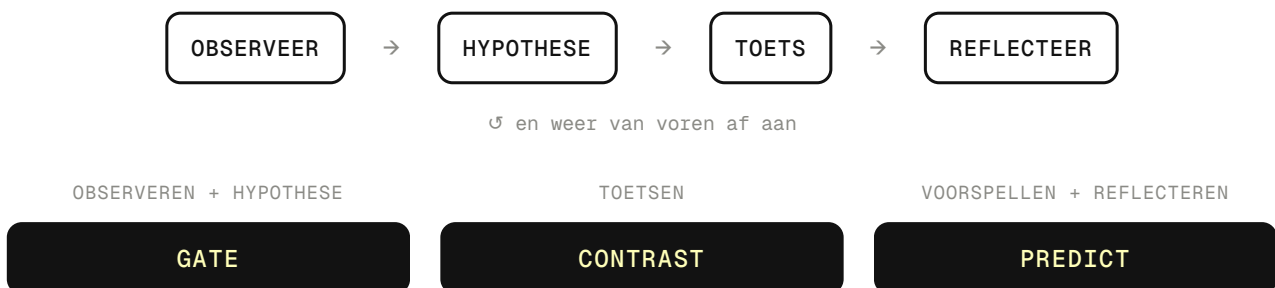 OBSERVEER → HYPOTHESE → TOETS → REFLECTEER
↺ en weer van voren af aan
OBSERVEREN + HYPOTHESE
TOETSEN
VOORSPELLEN + REFLECTEREN
GATE
CONTRAST
PREDICT